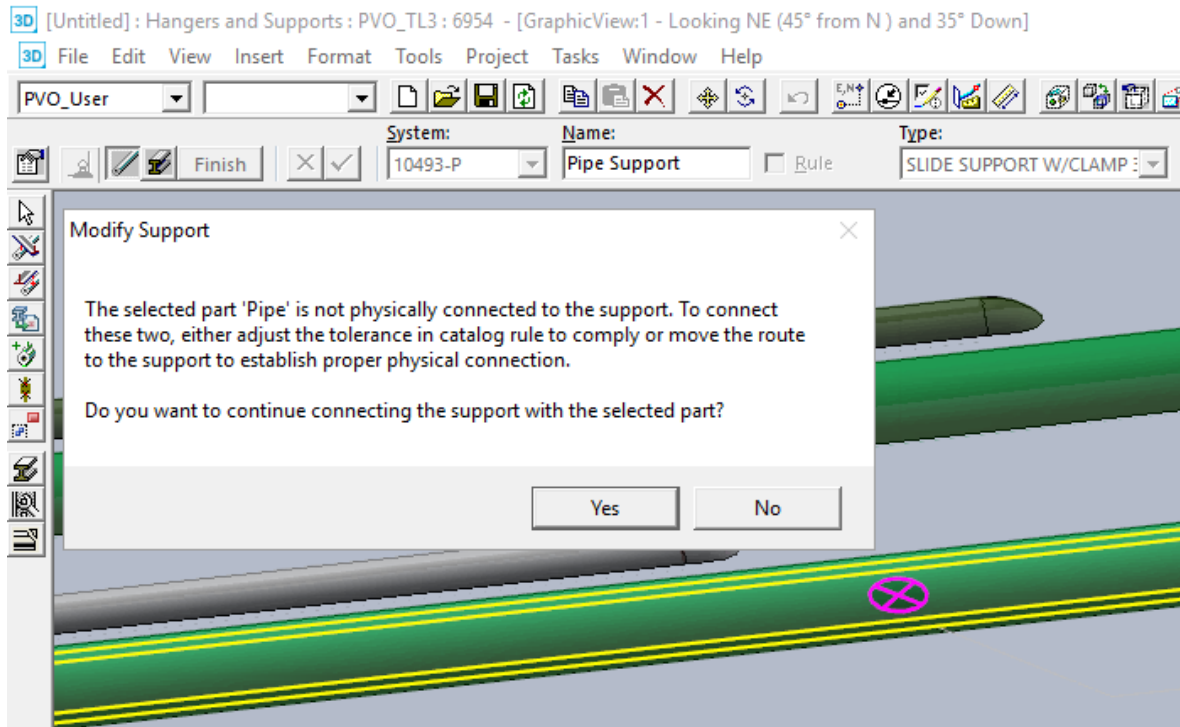 3D [Untitled] : Hangers and Supports : PVO_TL3 : 6954 - [GraphicView:1 - Looking NE (45° from N ) and 35° Down]
3D File Edit View Insert Format Tools Project Tasks Window Help
PVO_User E,N
System: Name: Type:
Finish 10493-P Pipe Support Rule SLIDE SUPPORT W/CLAMP
Modify Support
The selected part 'Pipe' is not physically connected to the support. To connect
these two, either adjust the tolerance in catalog rule to comply or move the route
to the support to establish proper physical connection.
Do you want to continue connecting the support with the selected part?
Yes No